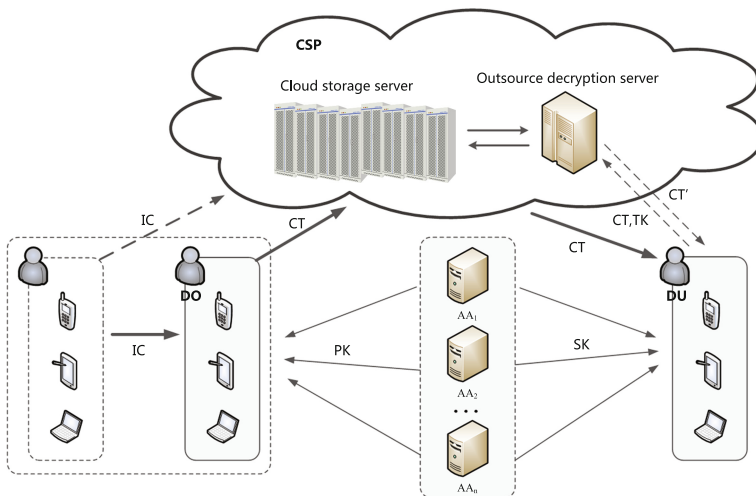 CSP
Cloud storage server
Outsource decryption server
IC
CT
CT'
CT,TK
CT
DO
DU
IC
PK
SK
AA1
AA2
...
AAn